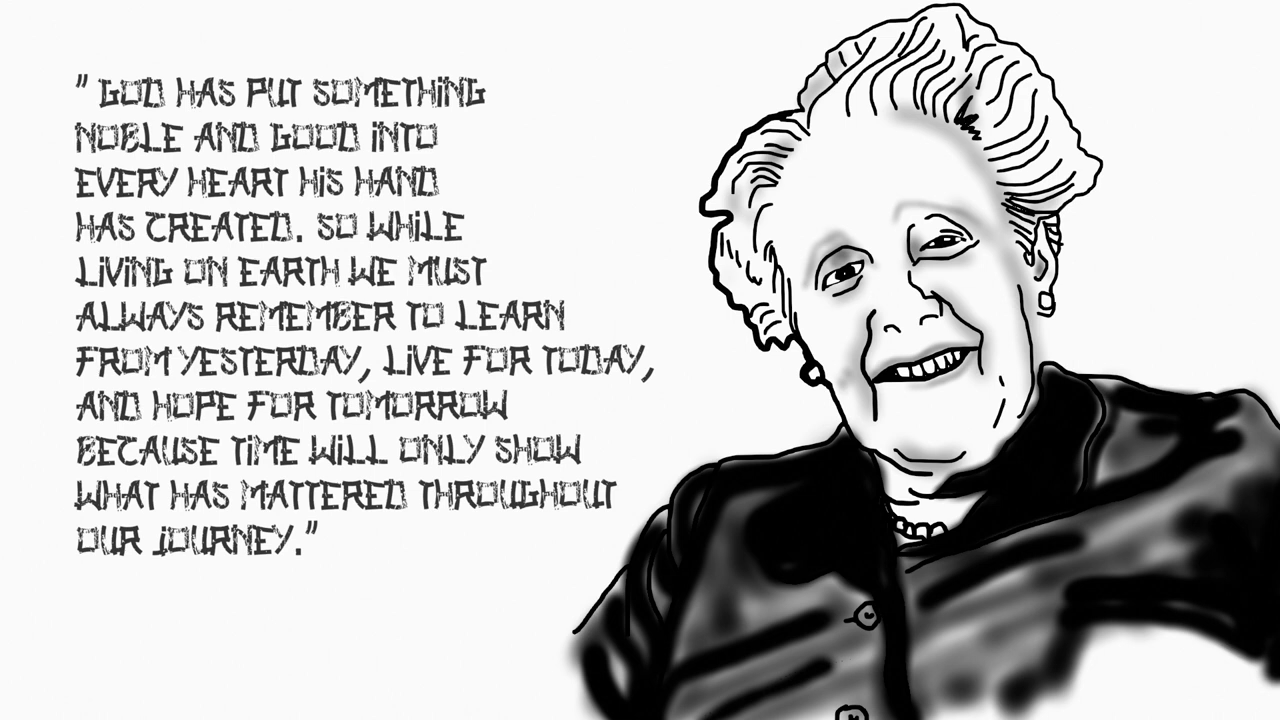 " GOD HAS PUT SOMETHiNG
NOBLE AND GOOD iNTO
EVERY HEART HiS HAND
HAS CREATED. SO WHiLE
LiViNG ON EARTH WE MUST
ALWAYS REMEMBER TO LEARN
FROM YESTERDAY, LiVE FOR TODAY,
AND HOPE FOR TOMORROW
BECAUSE TiME WiLL ONLY SHOW
WHAT HAS MATTERED THROUGHOUT
OUR JOURNEY."